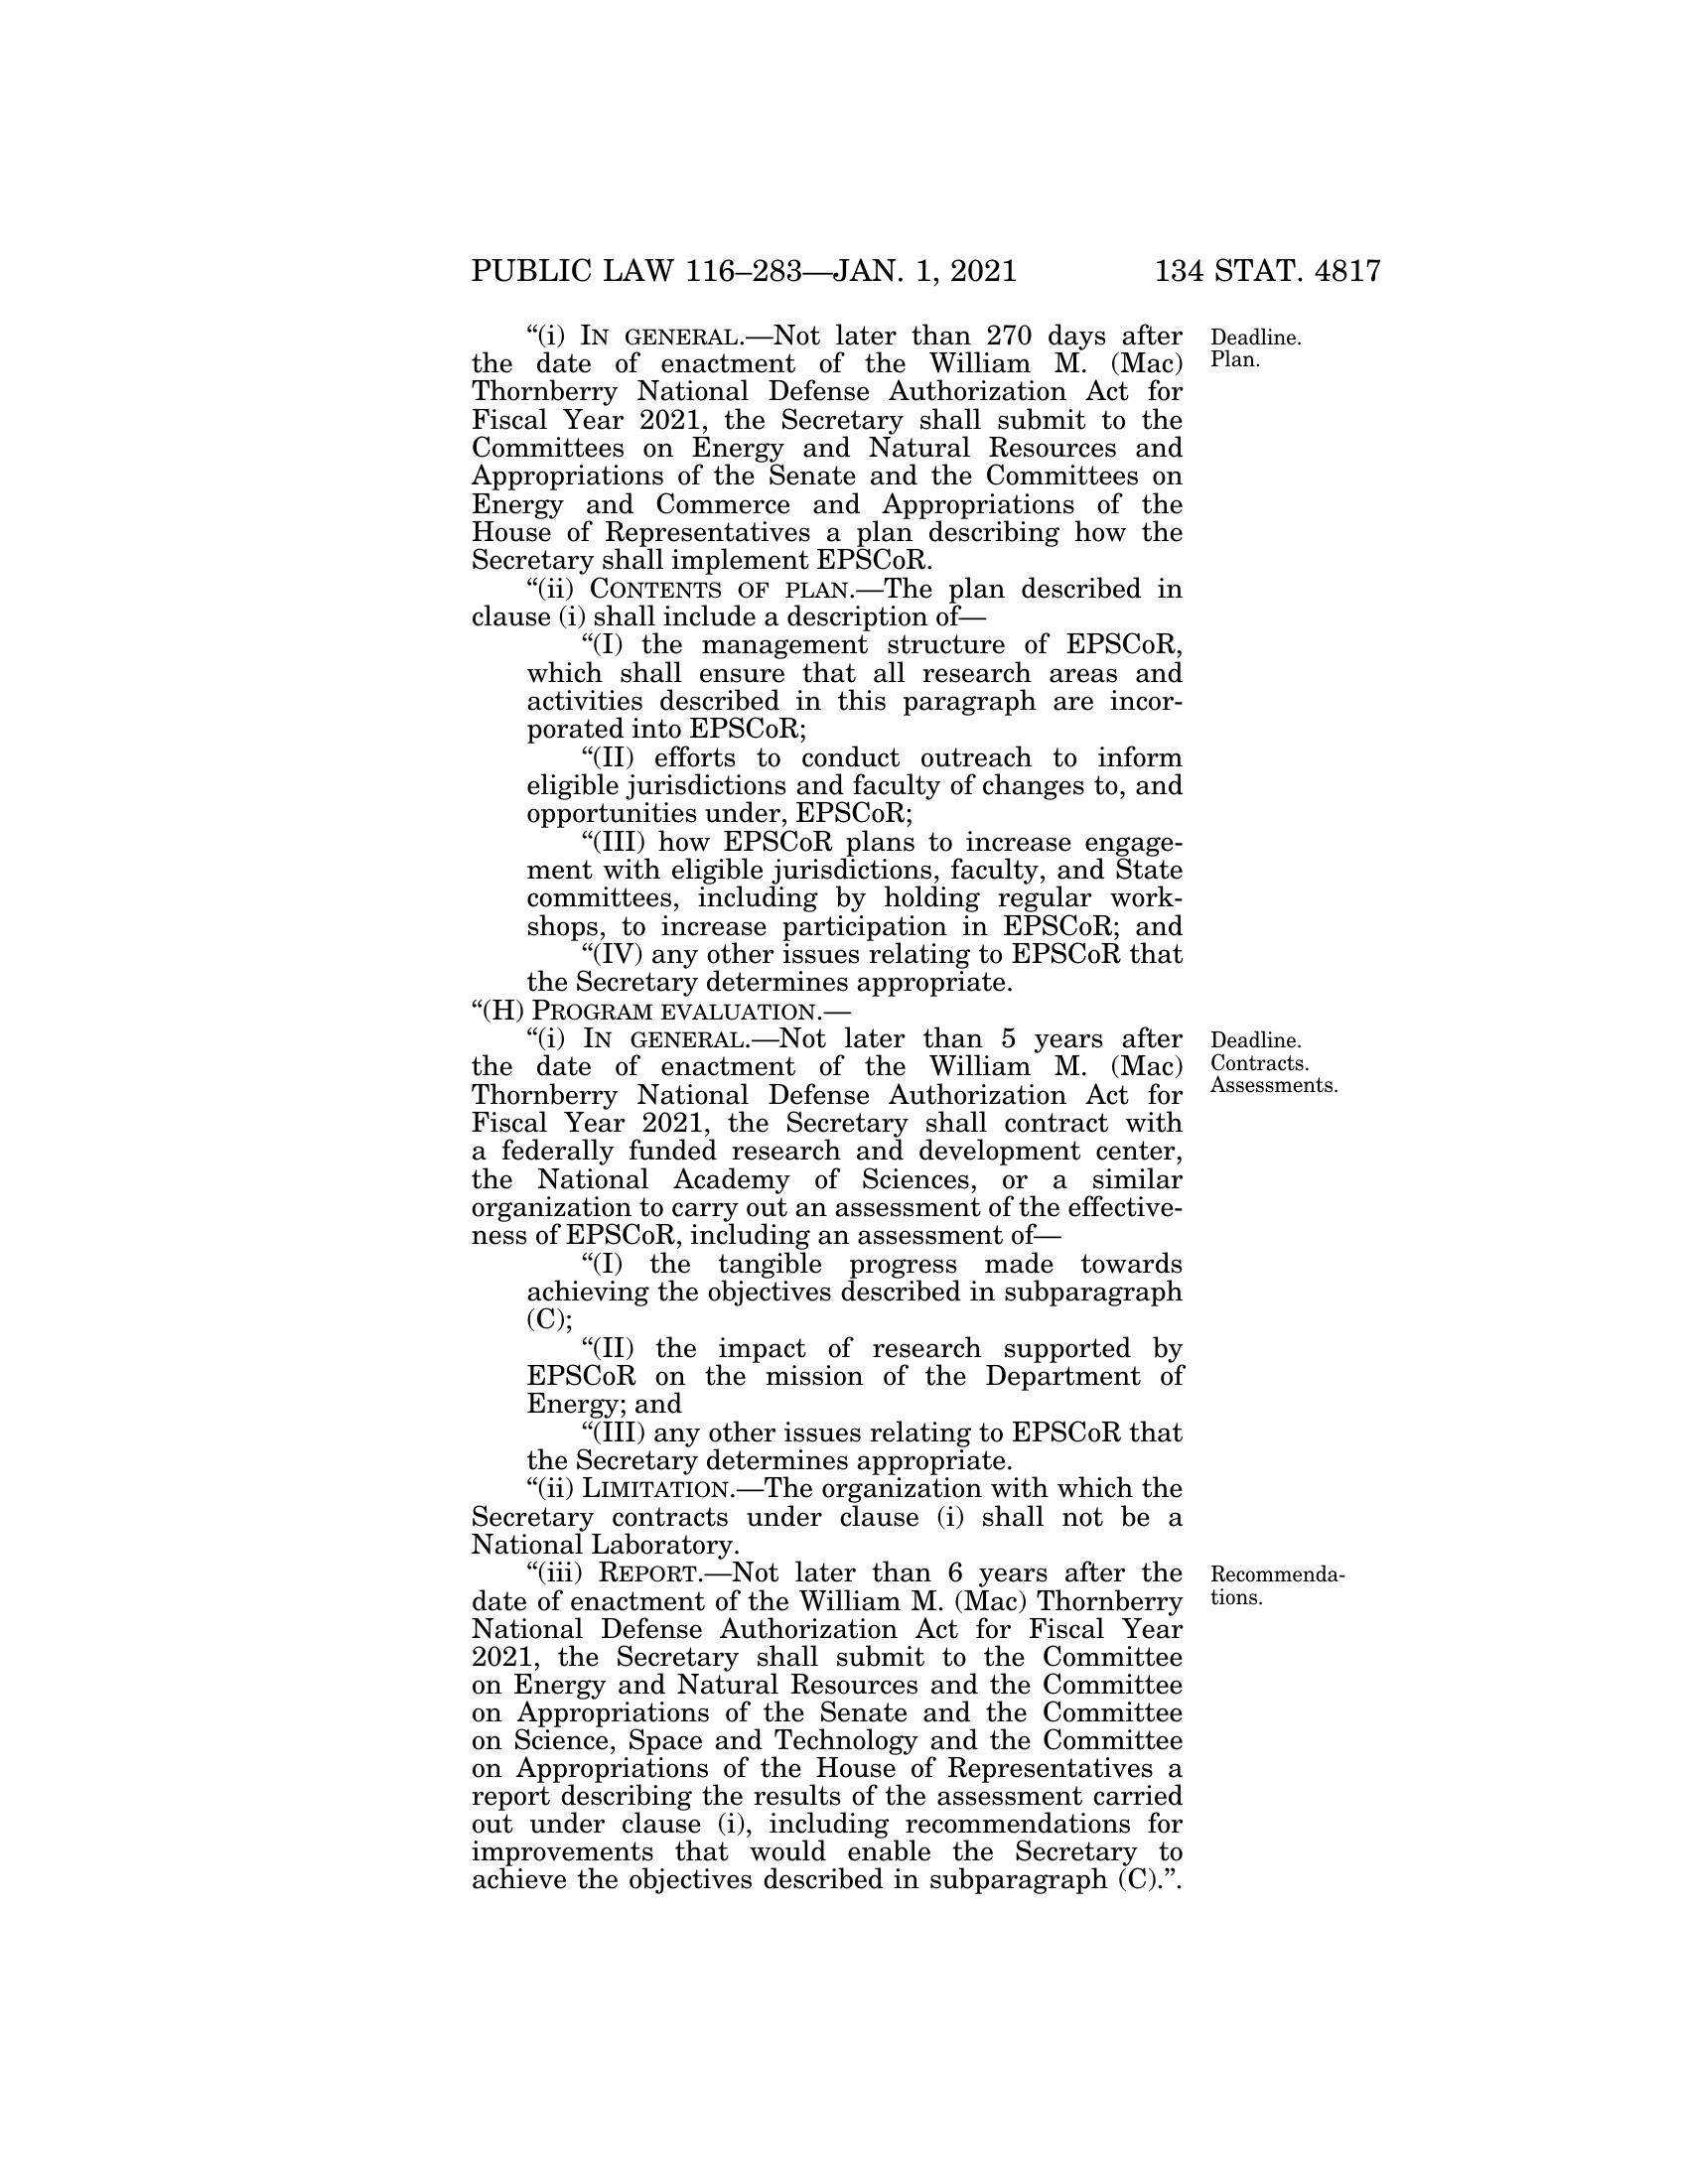 PUBLIC LAW 116–283—JAN. 1, 2021 134 STAT. 4817
“(i) IN GENERAL.—Not later than 270 days after
the date of enactment of the William M. (Mac)
Thornberry National Defense Authorization Act for
Fiscal Year 2021, the Secretary shall submit to the
Committees on Energy and Natural Resources and
Appropriations of the Senate and the Committees on
Energy and Commerce and Appropriations of the
House of Representatives a plan describing how the
Secretary shall implement EPSCoR.
Deadline.
Plan.
“(ii) CONTENTS OF PLAN.—The plan described in
clause (i) shall include a description of—
“(I) the management structure of EPSCoR,
which shall ensure that all research areas and
activities described in this paragraph are incor-
porated into EPSCoR;
“(II) efforts to conduct outreach to inform
eligible jurisdictions and faculty of changes to, and
opportunities under, EPSCoR;
“(III) how EPSCoR plans to increase engage-
ment with eligible jurisdictions, faculty, and State
committees, including by holding regular work-
shops, to increase participation in EPSCoR; and
“(IV) any other issues relating to EPSCoR that
the Secretary determines appropriate.
“(H) PROGRAM EVALUATION.—
“(i) IN GENERAL.—Not later than 5 years after
the date of enactment of the William M. (Mac)
Thornberry National Defense Authorization Act for
Fiscal Year 2021, the Secretary shall contract with
a federally funded research and development center,
the National Academy of Sciences, or a similar
organization to carry out an assessment of the effective-
ness of EPSCoR, including an assessment of—
Deadline.
Contracts.
Assessments.
“(I) the tangible progress made towards
achieving the objectives described in subparagraph
(C);
“(II) the impact of research supported by
EPSCoR on the mission of the Department of
Energy; and
“(III) any other issues relating to EPSCoR that
the Secretary determines appropriate.
“(ii) LIMITATION.—The organization with which the
Secretary contracts under clause (i) shall not be a
National Laboratory.
“(iii) REPORT.—Not later than 6 years after the
date of enactment of the William M. (Mac) Thornberry
National Defense Authorization Act for Fiscal Year
2021, the Secretary shall submit to the Committee
on Energy and Natural Resources and the Committee
on Appropriations of the Senate and the Committee
on Science, Space and Technology and the Committee
on Appropriations of the House of Representatives a
report describing the results of the assessment carried
out under clause (i), including recommendations for
improvements that would enable the Secretary to
achieve the objectives described in subparagraph (C).”.
Recommenda-
tions.